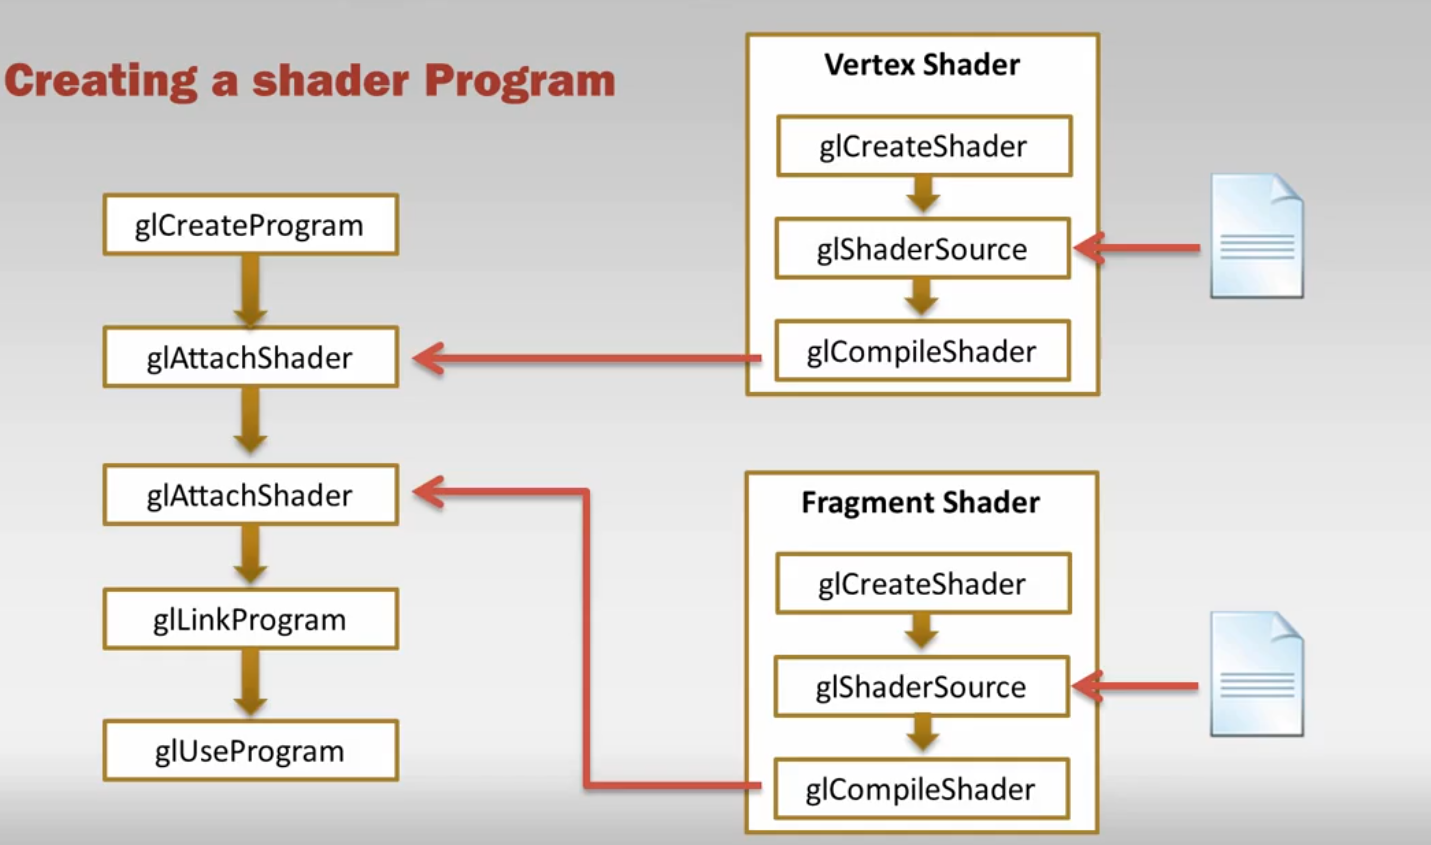 Creating a shader Program
glCreateProgram
glAttachShader
glAttachShader
glLinkProgram
glUseProgram
Vertex Shader
glCreateShader
glShaderSource
glCompileShader
Fragment Shader
glCreateShader
glShaderSource
glCompileShader